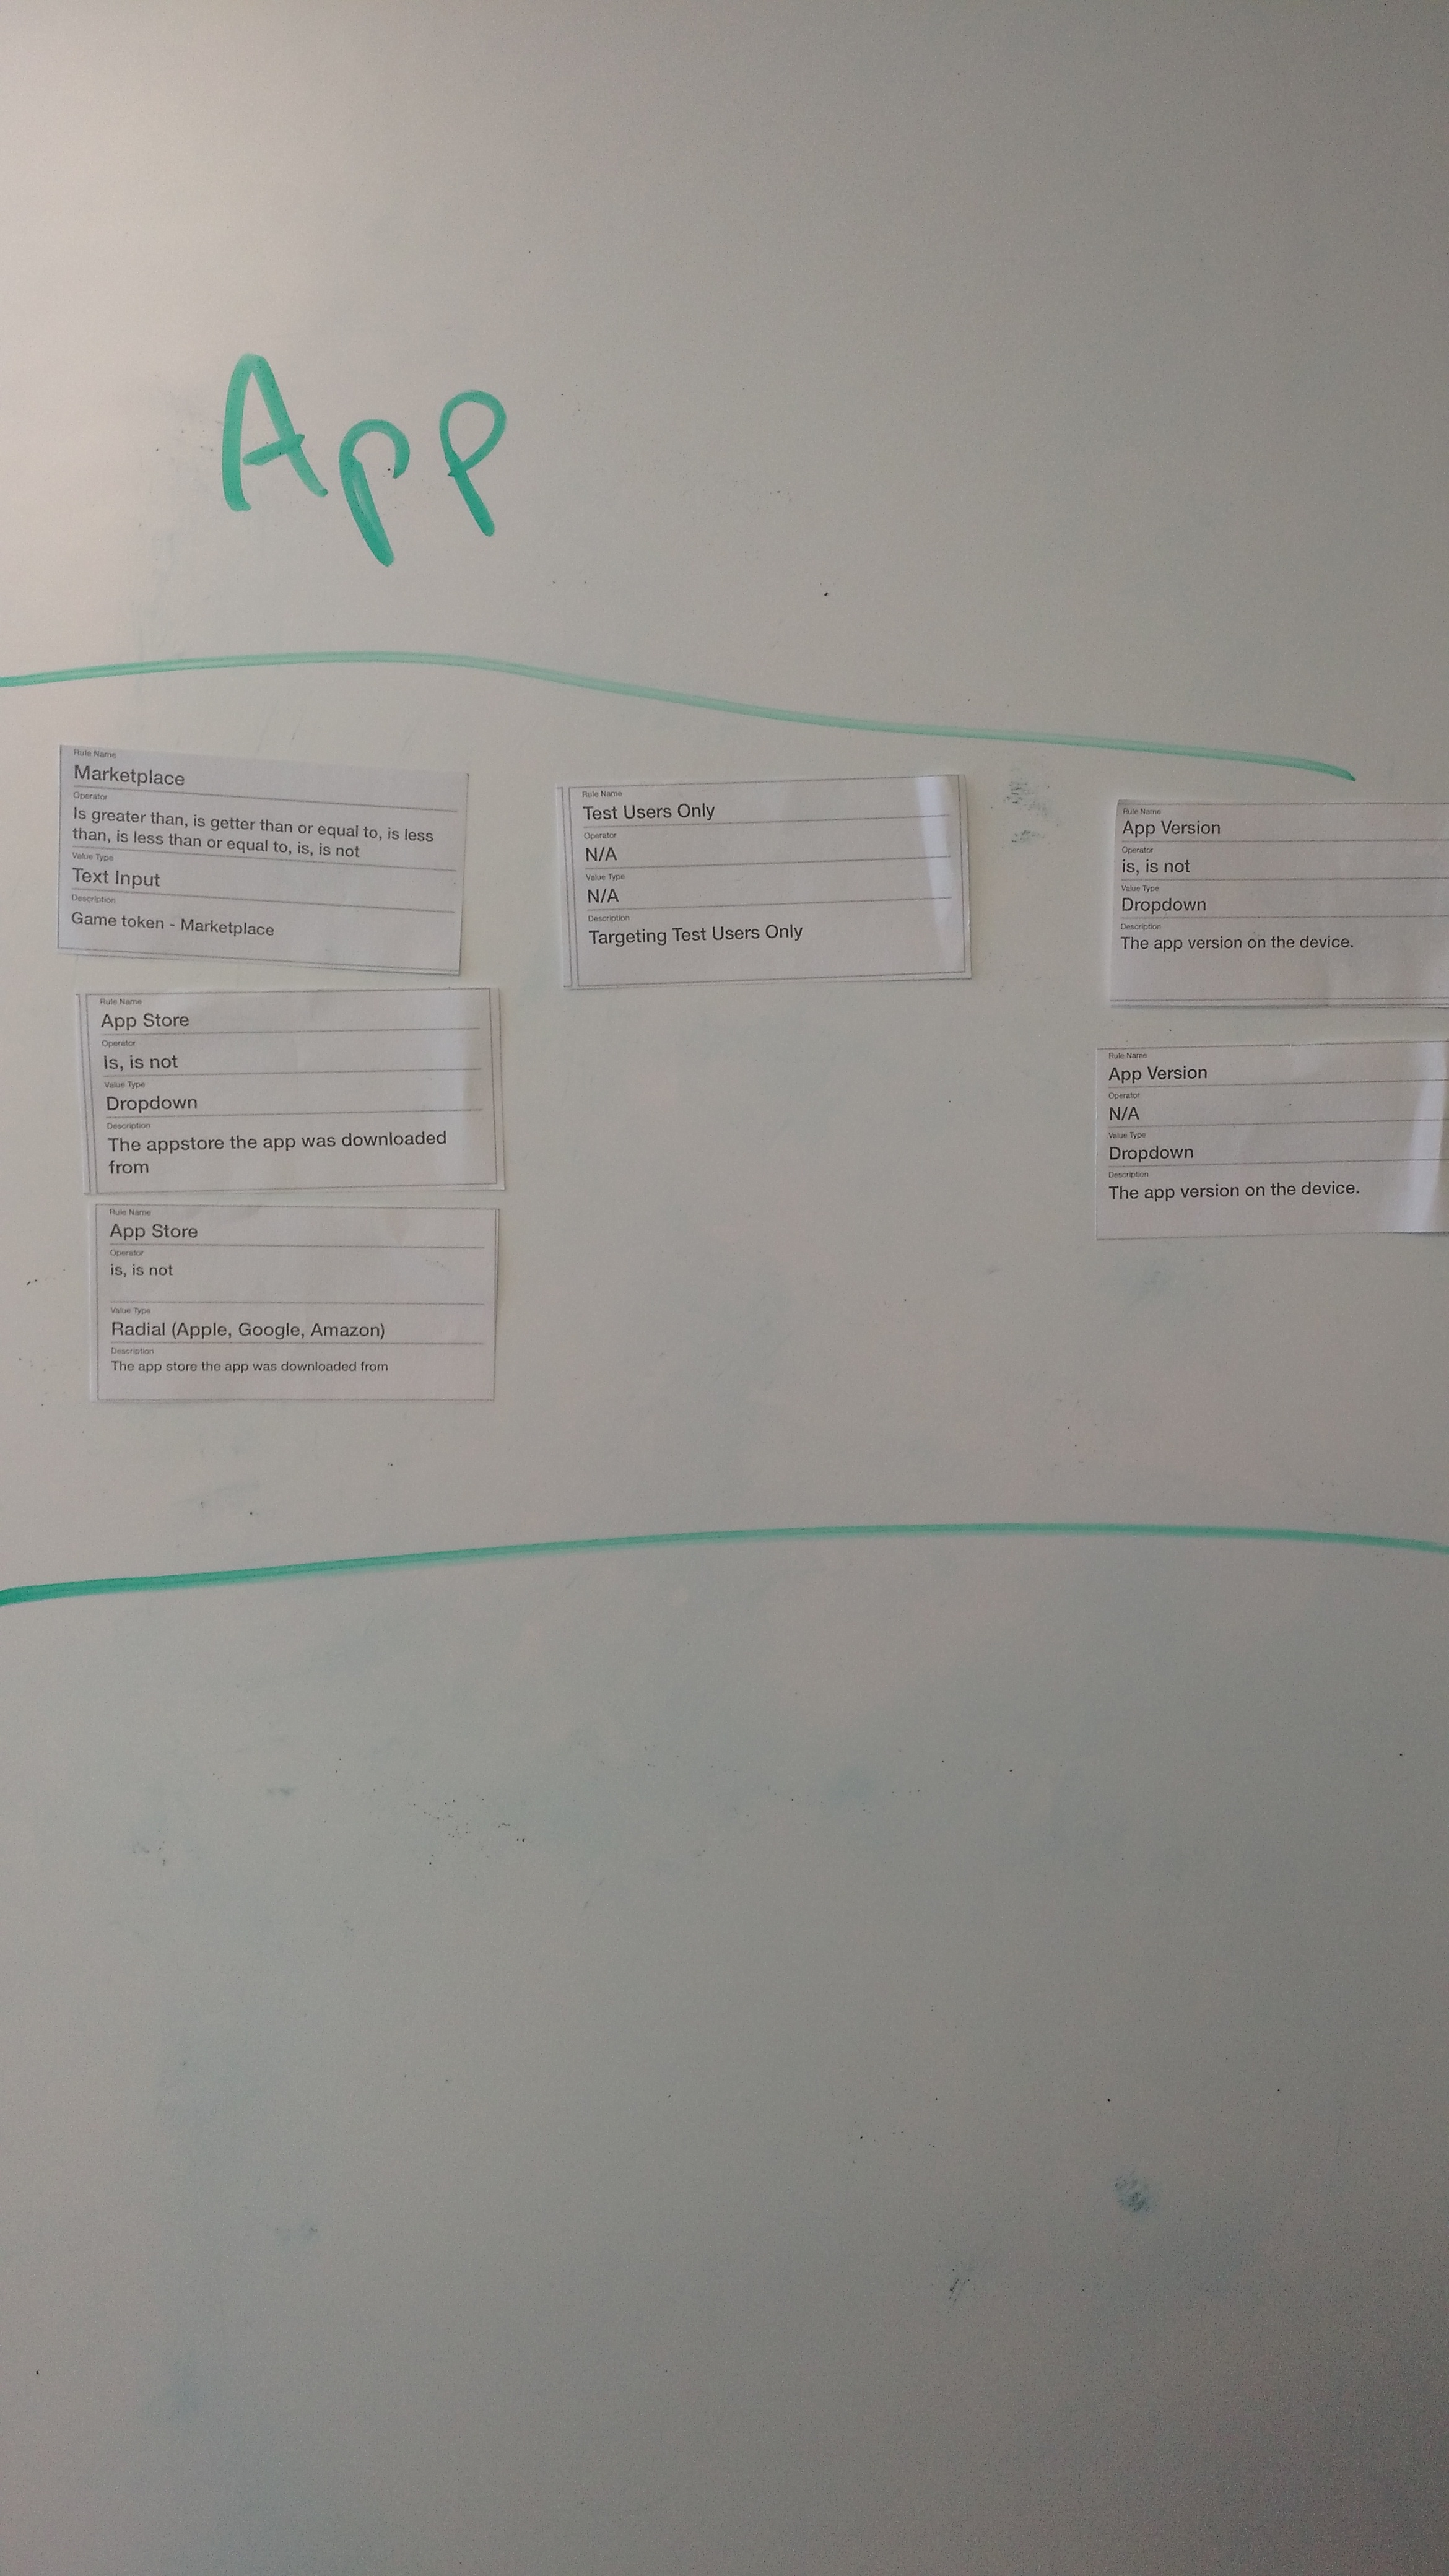 App
Rule Name
Marketplace
Operator
Is greater than, is getter than or equal to, is less
than, is less than or equal to, is, is not
Value Type
Text Input
Description
Game token - Marketplace
Rule Name
App Store
Operator
Is, is not
Value Type
Dropdown
Description
The appstore the app was downloaded
from
Rule Name
App Store
Operator
is, is not
Value Type
Radial (Apple, Google, Amazon)
Description
The app store the app was downloaded from
Rule Name
Test Users Only
Operator
N/A
Value Type
N/A
Description
Targeting Test Users Only
Rule Name
App Version
Operator
is, is not
Value Type
Dropdown
Description
The app version on the device.
Rule Name
App Version
Operator
N/A
Value Type
Dropdown
Description
The app version on the device.